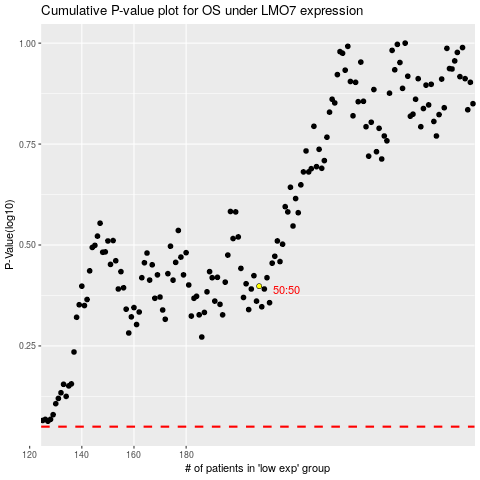 Cumulative P-value plot for OS under LMO7 expression
P-Value(log10)
1.00
0.75
0.50
0.25
50:50
120 140 160 180
# of patients in 'low exp' group